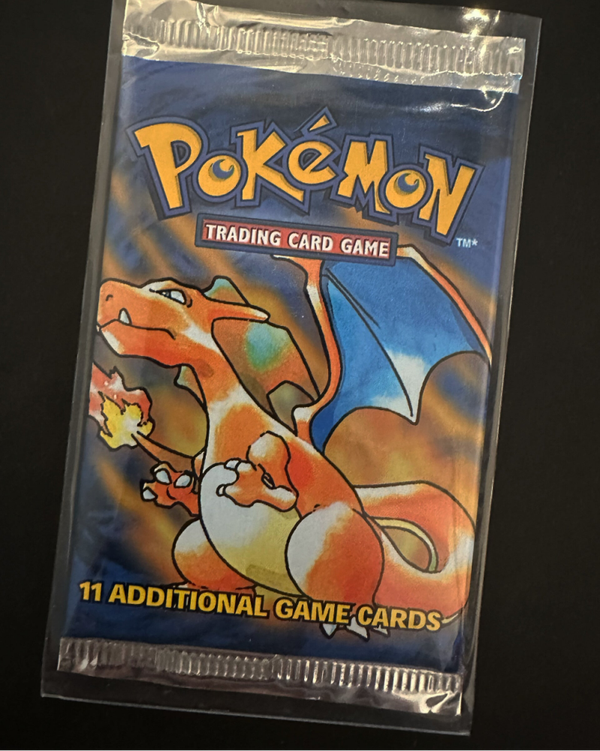 POKéMON
TM*
TRADING CARD GAME
11 ADDITIONAL GAME CARDS